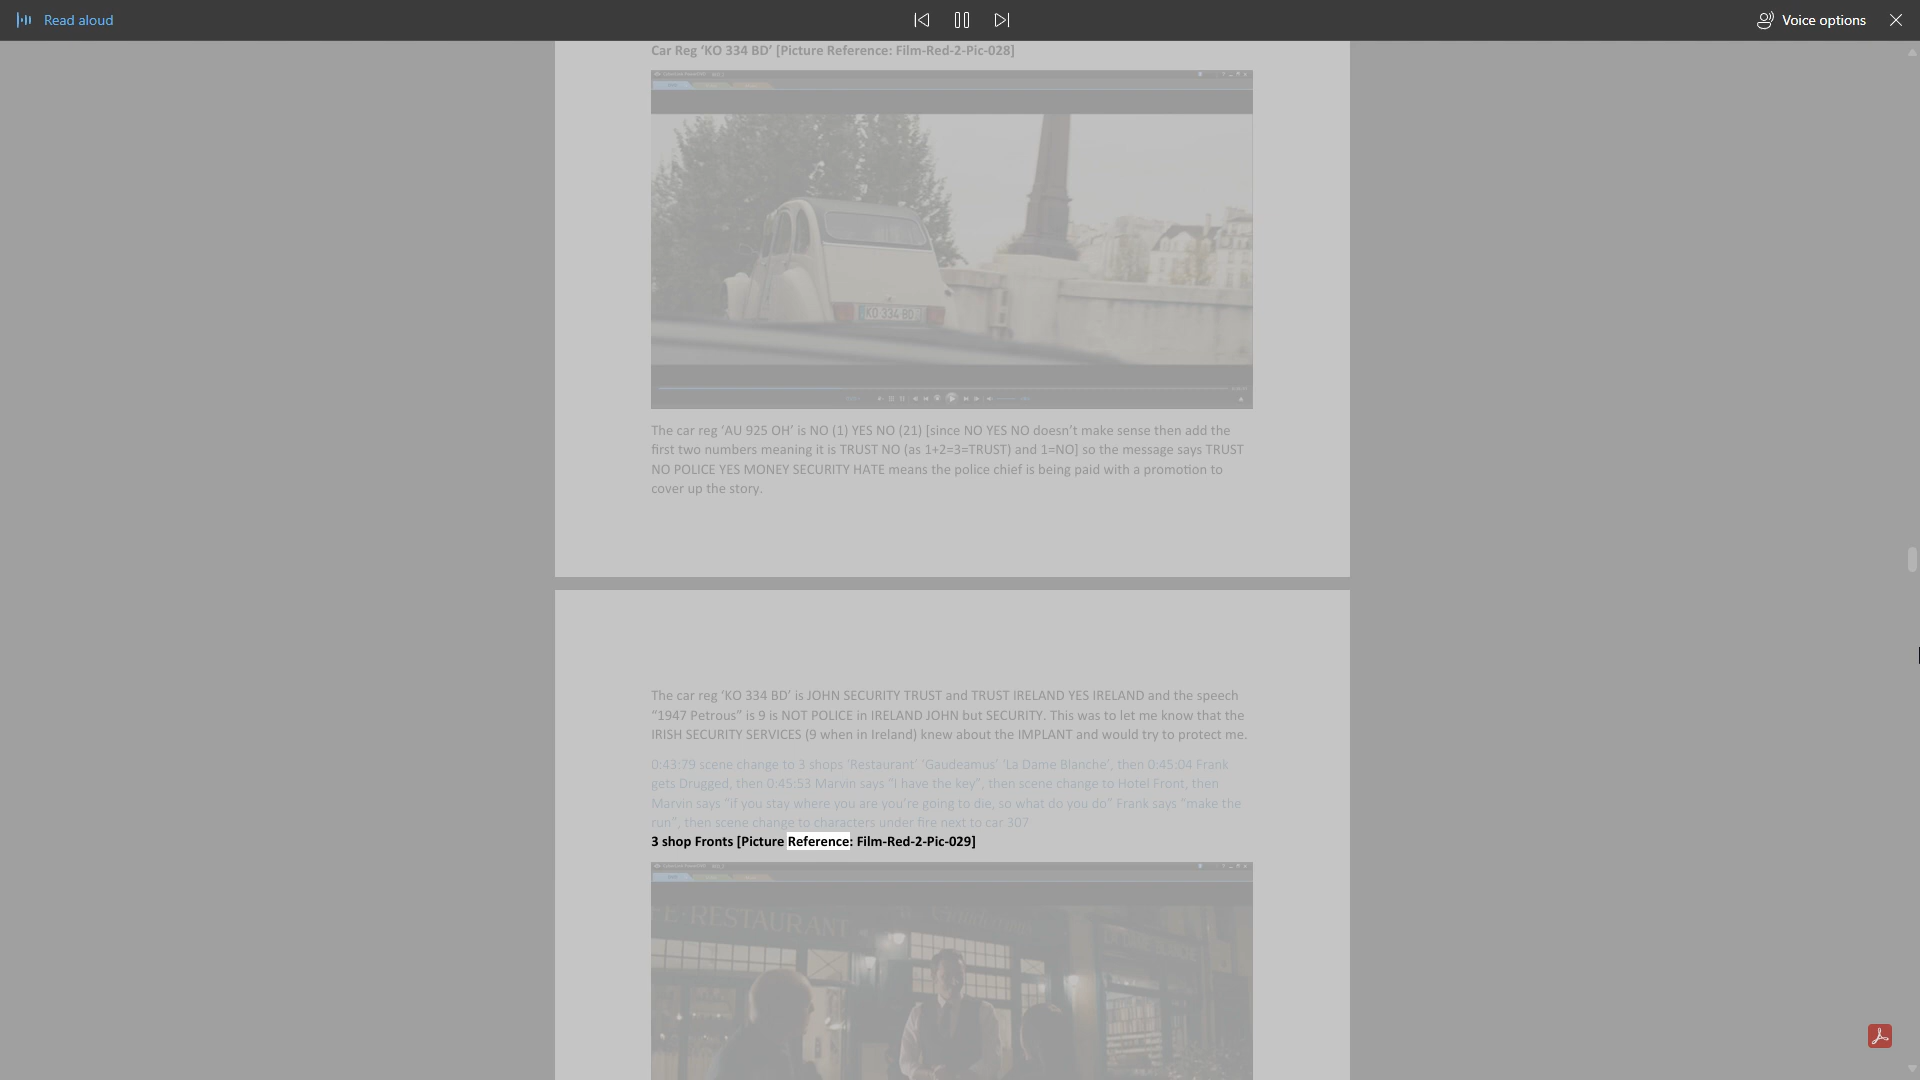 Read aloud
Voice options
Car Reg ‘KO 334 BD’ [Picture Reference: Film-Red-2-Pic-028]
KO 334 BD
The car reg ‘AU 925 OH’ is NO (1) YES NO (21) [since NO YES NO doesn’t make sense then add the
first two numbers meaning it is TRUST NO (as 1+2=3=TRUST) and 1=NO] so the message says TRUST
NO POLICE YES MONEY SECURITY HATE means the police chief is being paid with a promotion to
cover up the story.
The car reg ‘KO 334 BD’ is JOHN SECURITY TRUST and TRUST IRELAND YES IRELAND and the speech
“1947 Petrous” is 9 is NOT POLICE in IRELAND JOHN but SECURITY. This was to let me know that the
IRISH SECURITY SERVICES (9 when in Ireland) knew about the IMPLANT and would try to protect me.
0:43:79 scene change to 3 shops ‘Restaurant’ ‘Gaudeamus’ ‘La Dame Blanche’, then 0:45:04 Frank
gets Drugged, then 0:45:53 Marvin says “I have the key”, then scene change to Hotel Front, then
Marvin says “if you stay where you are you’re going to die, so what do you do” Frank says “make the
run”, then scene change to characters under fire next to car 307
3 shop Fronts [Picture Reference: Film-Red-2-Pic-029]
RESTAURANT
LA DAME BLANCHE